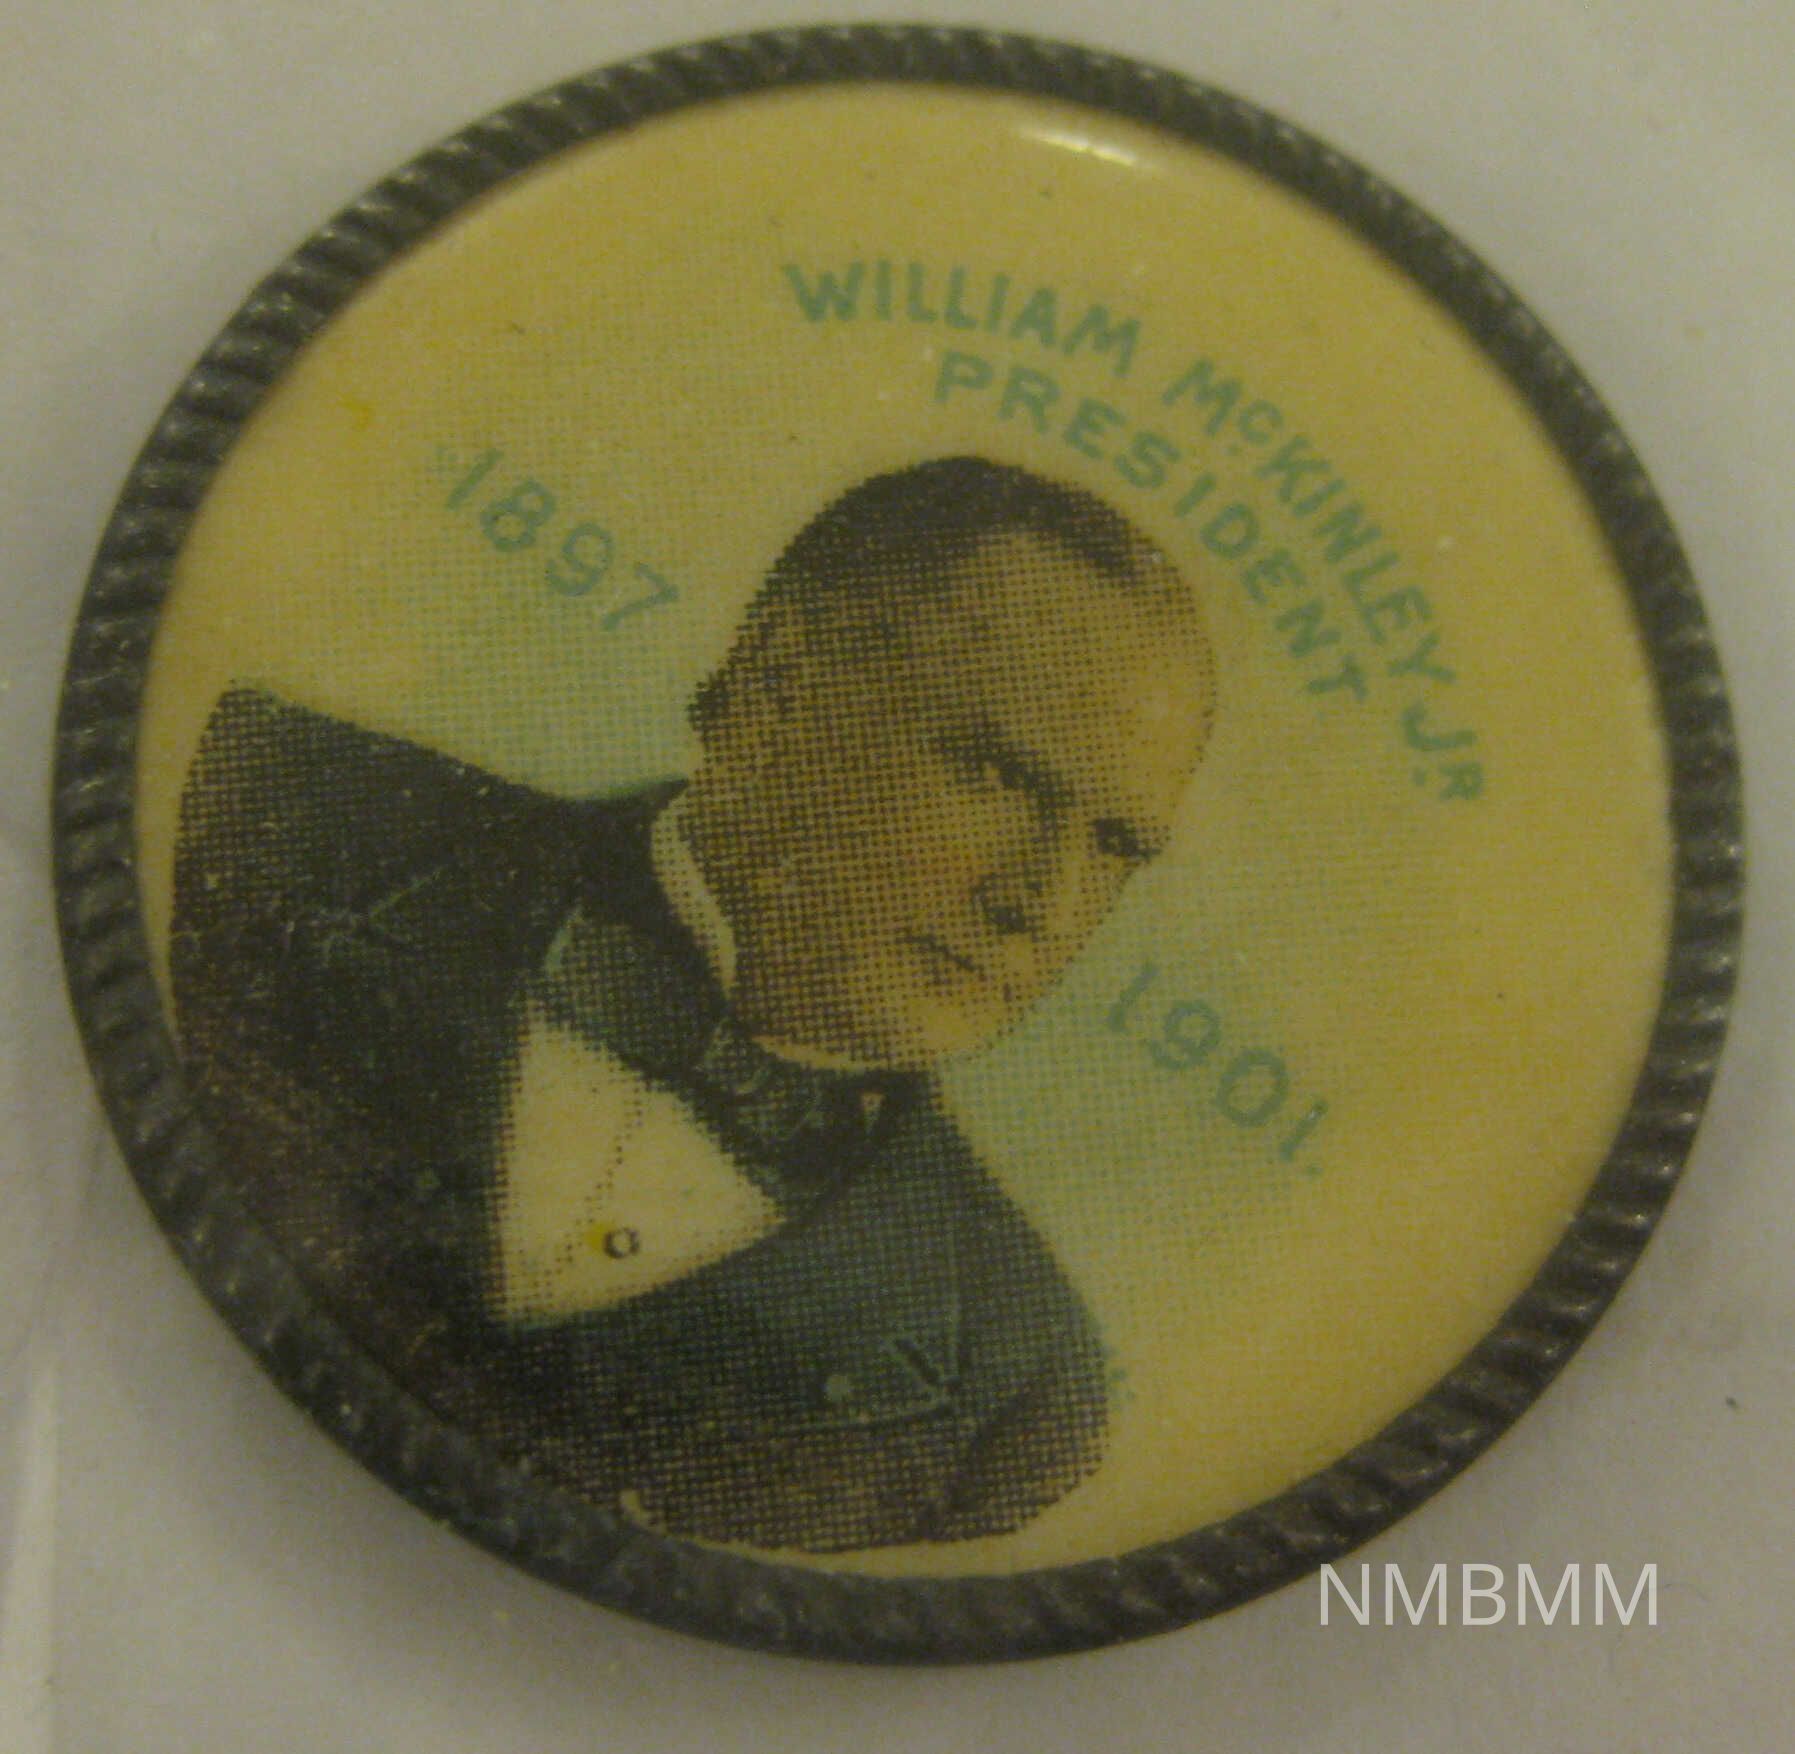 WILLIAM McKINLEY JR
PRESIDENT
1897 1901.
NMBMM